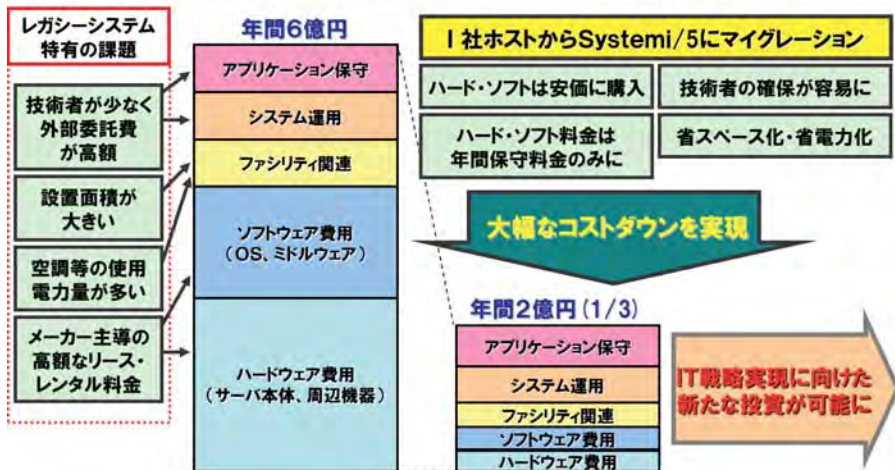 レガシーシステム
特有の課題
技術者が少なく
外部委託費
が高額
設置面積が
大きい
空調等の使用
電力量が多い
メーカー主導の
高額なリース・
レンタル料金
年間6億円
アプリケーション保守
システム運用
ファシリティ関連
ソフトウェア費用
(OS、ミドルウェア)
ハードウェア費用
(サーバ本体、周辺機器)
I社ホストからSystemi/5にマイグレーション
ハード・ソフトは安価に購入
技術者の確保が容易に
ハード・ソフト料金は
年間保守料金のみに
省スペース化・省電力化
大幅なコストダウンを実現
年間2億円(1/3)
アプリケーション保守
システム運用
ファシリティ関連
ソフトウェア費用
ハードウェア費用
IT戦略実現に向けた
新たな投資が可能に